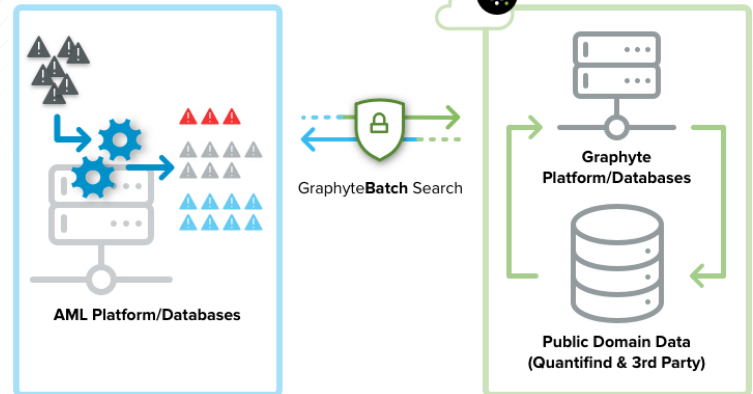 AML Platform/Databases
GraphyteBatch Search
Graphyte
Platform/Databases
Public Domain Data
(Quantifind & 3rd Party)